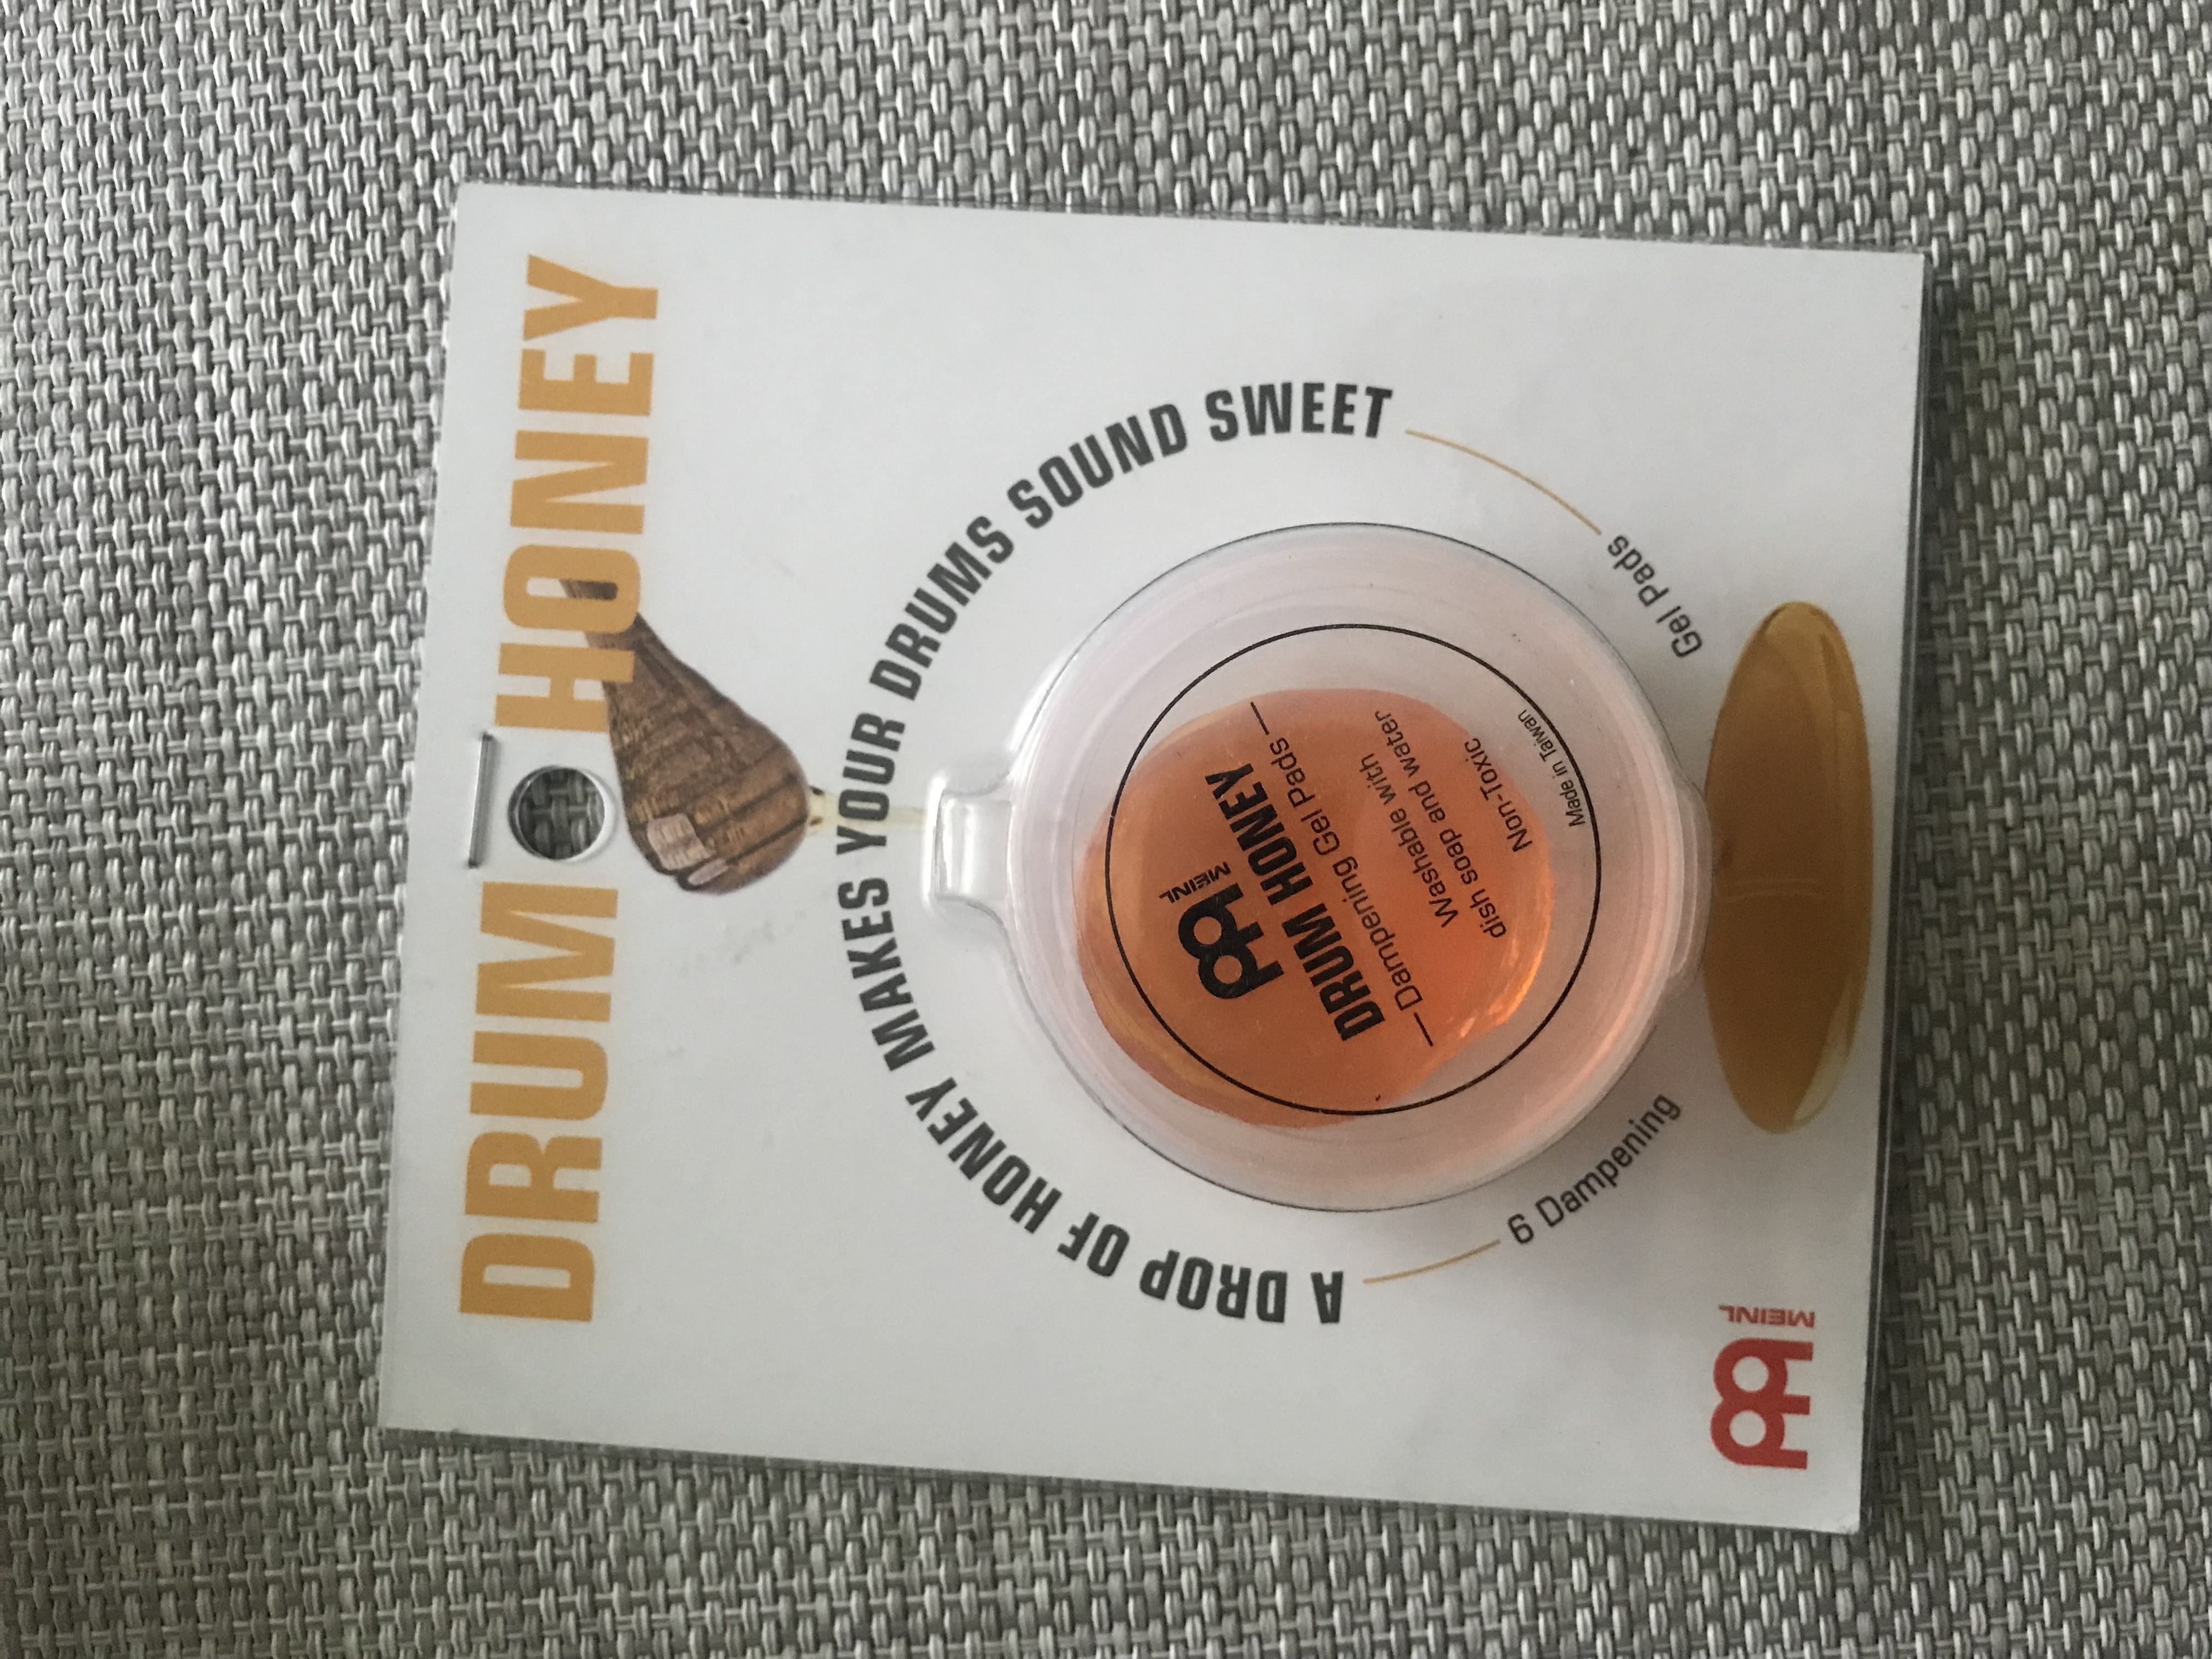 DRUM HONEY
A DROP OF HONEY MAKES YOUR DRUMS SOUND SWEET
MEINL
DRUM HONEY
Dampening Gel Pads
Washable with
dish soap and water
Non-Toxic
Made in Taiwan
6 Dampening Gel Pads
MEINL